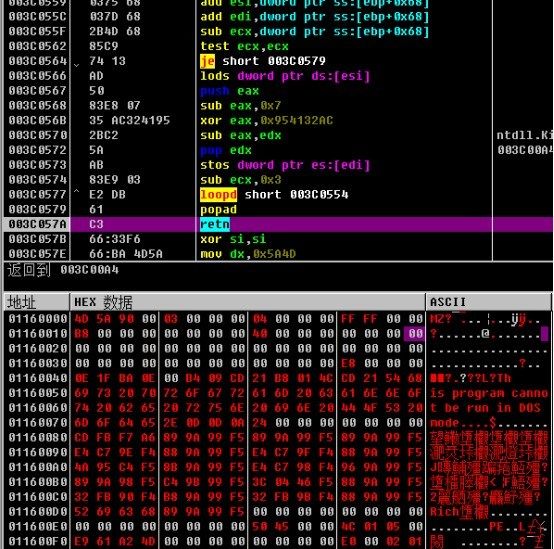 003C0559 0375 68 add esi,dword ptr ss:[ebp+0x68]
003C055C 037D 68 add edi,dword ptr ss:[ebp+0x68]
003C055F 2B4D 68 sub ecx,dword ptr ss:[ebp+0x68]
003C0562 85C9 test ecx,ecx
003C0564 74 13 je short 003C0579
003C0566 AD lods dword ptr ds:[esi]
003C0567 50 push eax
003C0568 83E8 07 sub eax,0x7
003C056B 35 AC324195 xor eax,0x954132AC
003C0570 2BC2 sub eax,edx ntdll.Ki
003C0572 5A pop edx 003C00A4
003C0573 AB stos dword ptr es:[edi]
003C0574 83E9 03 sub ecx,0x3
003C0577 E2 DB loopd short 003C0554
003C0579 61 popad
003C057A C3 retn
003C057B 66:33F6 xor si,si
003C057E 66:BA 4D5A mov dx,0x5A4D
返回到 003C00A4
地址 HEX 数据 ASCII
01160000 4D 5A 90 00 03 00 00 00 04 00 00 00 FF FF 00 00
01160010 B8 00 00 00 00 00 00 00 40 00 00 00 00 00 00 00
01160020 00 00 00 00 00 00 00 00 00 00 00 00 00 00 00 00
01160030 00 00 00 00 00 00 00 00 00 00 00 00 E8 00 00 00
01160040 0E 1F BA 0E 00 B4 09 CD 21 B8 01 4C CD 21 54 68
01160050 69 73 20 70 72 6F 67 72 61 6D 20 63 61 6E 6E 6F is program canno
01160060 74 20 62 65 20 72 75 6E 20 69 6E 20 44 4F 53 20 t be run in DOS
01160070 6D 6F 64 65 2E 0D 0D 0A 24 00 00 00 00 00 00 00 mode....$.......
01160080 CD FB F7 A6 89 9A 99 F5 89 9A 99 F5 89 9A 99 F5
01160090 E4 C7 9E F4 88 9A 99 F5 E4 C7 9F F4 8B 9A 99 F5
011600A0 4A 95 C4 F5 8B 9A 99 F5 E4 C7 98 F4 96 9A 99 F5
011600B0 89 9A 98 F5 C4 9B 99 F5 3C 04 46 F5 88 9A 99 F5
011600C0 32 FB 90 F4 B8 9A 99 F5 32 FB 9B F4 88 9A 99 F5
011600D0 52 69 63 68 89 9A 99 F5 00 00 00 00 00 00 00 00
011600E0 00 00 00 00 00 00 00 00 50 45 00 00 4C 01 05 00
011600F0 E9 61 A2 4D 00 00 00 00 00 00 00 00 E0 00 02 01